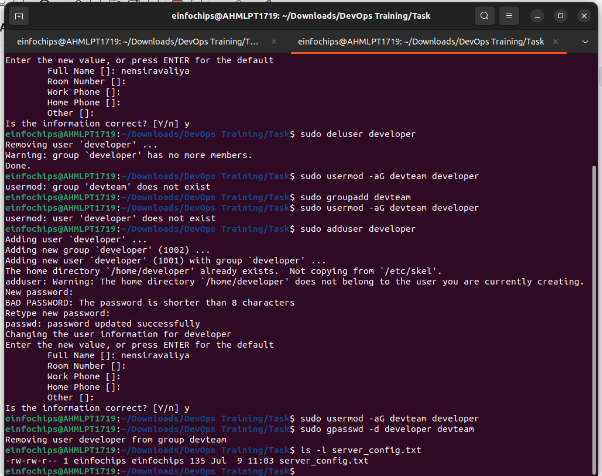 einfochips@AHMLPT1719: ~/Downloads/DevOps Training/Task
einfochips@AHMLPT1719: ~/Downloads/DevOps Training/T...
einfochips@AHMLPT1719: ~/Downloads/DevOps Training/Task
Enter the new value, or press ENTER for the default
Full Name []: nensiravaliya
Room Number []:
Work Phone []:
Home Phone []:
Other []:
Is the information correct? [Y/n] y
einfochips@AHMLPT1719:~/Downloads/DevOps Training/Task$ sudo deluser developer
Removing user `developer' ...
Warning: group `developer' has no more members.
Done.
einfochips@AHMLPT1719:~/Downloads/DevOps Training/Task$ sudo usermod -aG devteam developer
usermod: group 'devteam' does not exist
einfochips@AHMLPT1719:~/Downloads/DevOps Training/Task$ sudo groupadd devteam
einfochips@AHMLPT1719:~/Downloads/DevOps Training/Task$ sudo usermod -aG devteam developer
usermod: user 'developer' does not exist
einfochips@AHMLPT1719:~/Downloads/DevOps Training/Task$ sudo adduser developer
Adding user `developer' ...
Adding new group `developer' (1002) ...
Adding new user `developer' (1001) with group `developer' ...
The home directory `/home/developer' already exists.  Not copying from `/etc/skel'.
adduser: Warning: The home directory `/home/developer' does not belong to the user you are currently creating.
New password:
BAD PASSWORD: The password is shorter than 8 characters
Retype new password:
passwd: password updated successfully
Changing the user information for developer
Enter the new value, or press ENTER for the default
Full Name []: nensiravaliya
Room Number []:
Work Phone []:
Home Phone []:
Other []:
Is the information correct? [Y/n] y
einfochips@AHMLPT1719:~/Downloads/DevOps Training/Task$ sudo usermod -aG devteam developer
einfochips@AHMLPT1719:~/Downloads/DevOps Training/Task$ sudo gpasswd -d developer devteam
Removing user developer from group devteam
einfochips@AHMLPT1719:~/Downloads/DevOps Training/Task$ ls -l server_config.txt
-rw-rw-r-- 1 einfochips einfochips 135 Jul  9 11:03 server_config.txt
einfochips@AHMLPT1719:~/Downloads/DevOps Training/Task$